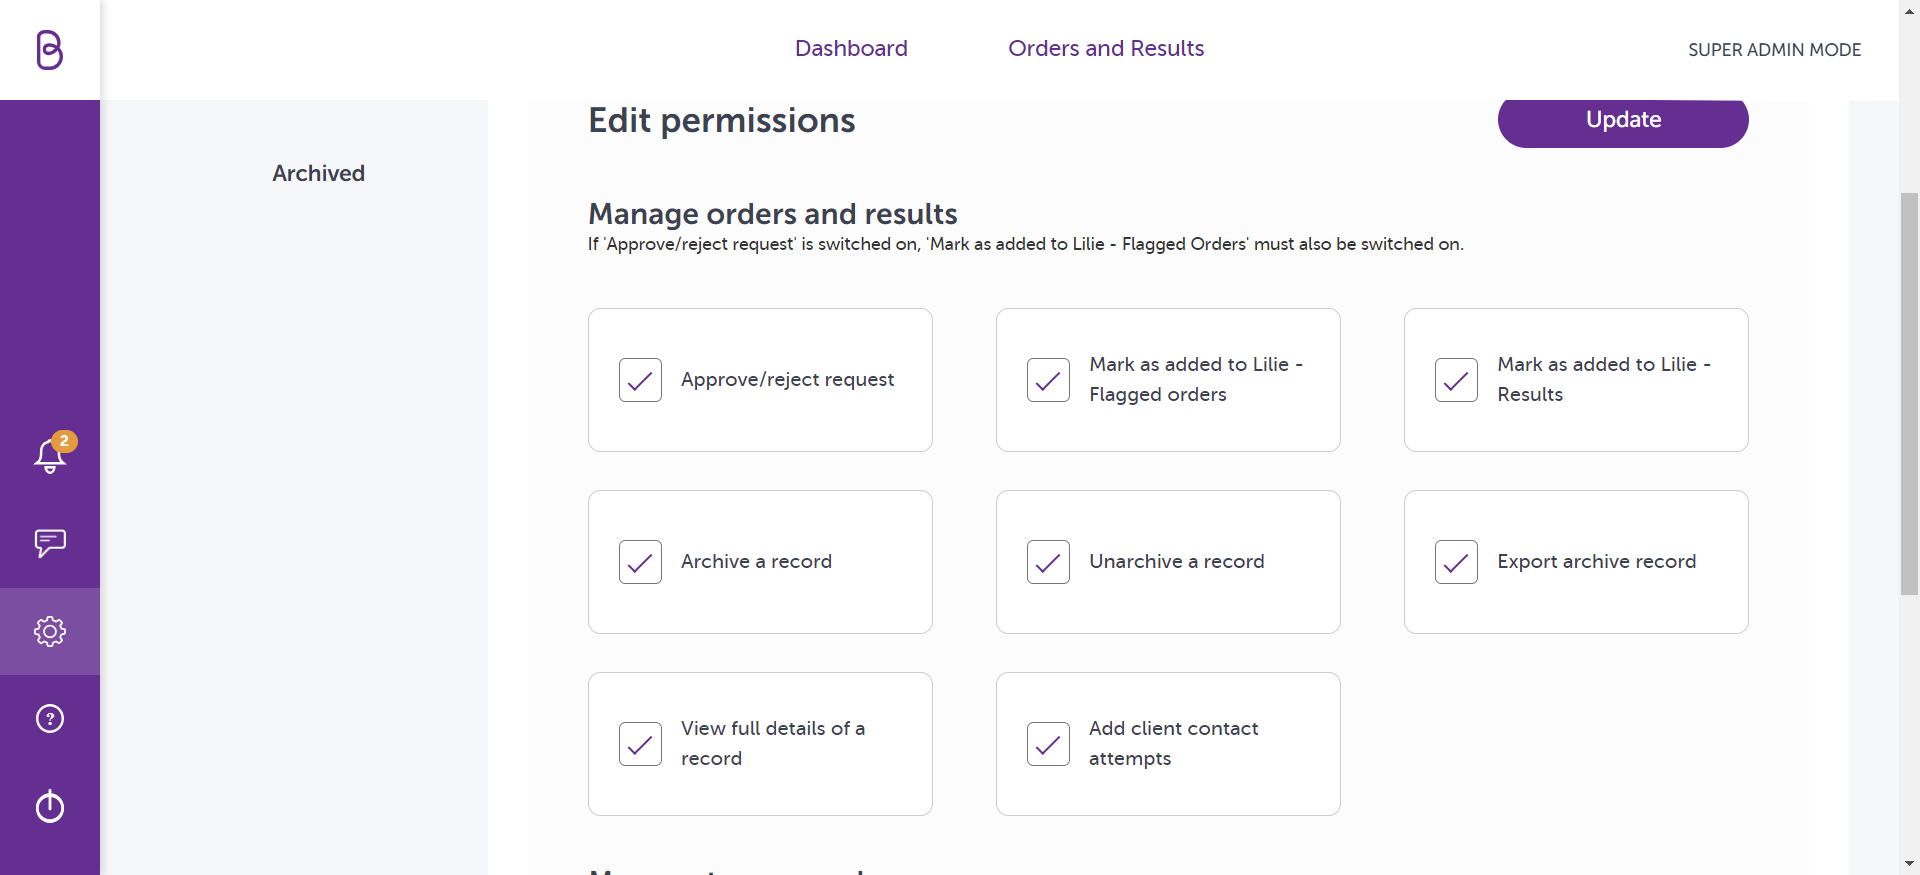 Dashboard
Orders and Results
SUPER ADMIN MODE
Edit permissions
Update
Archived
Manage orders and results
If 'Approve/reject request' is switched on, 'Mark as added to Lilie - Flagged Orders' must also be switched on.
Approve/reject request
Mark as added to Lilie -
Flagged orders
Mark as added to Lilie -
Results
2
Archive a record
Unarchive a record
Export archive record
?
View full details of a
record
Add client contact
attempts